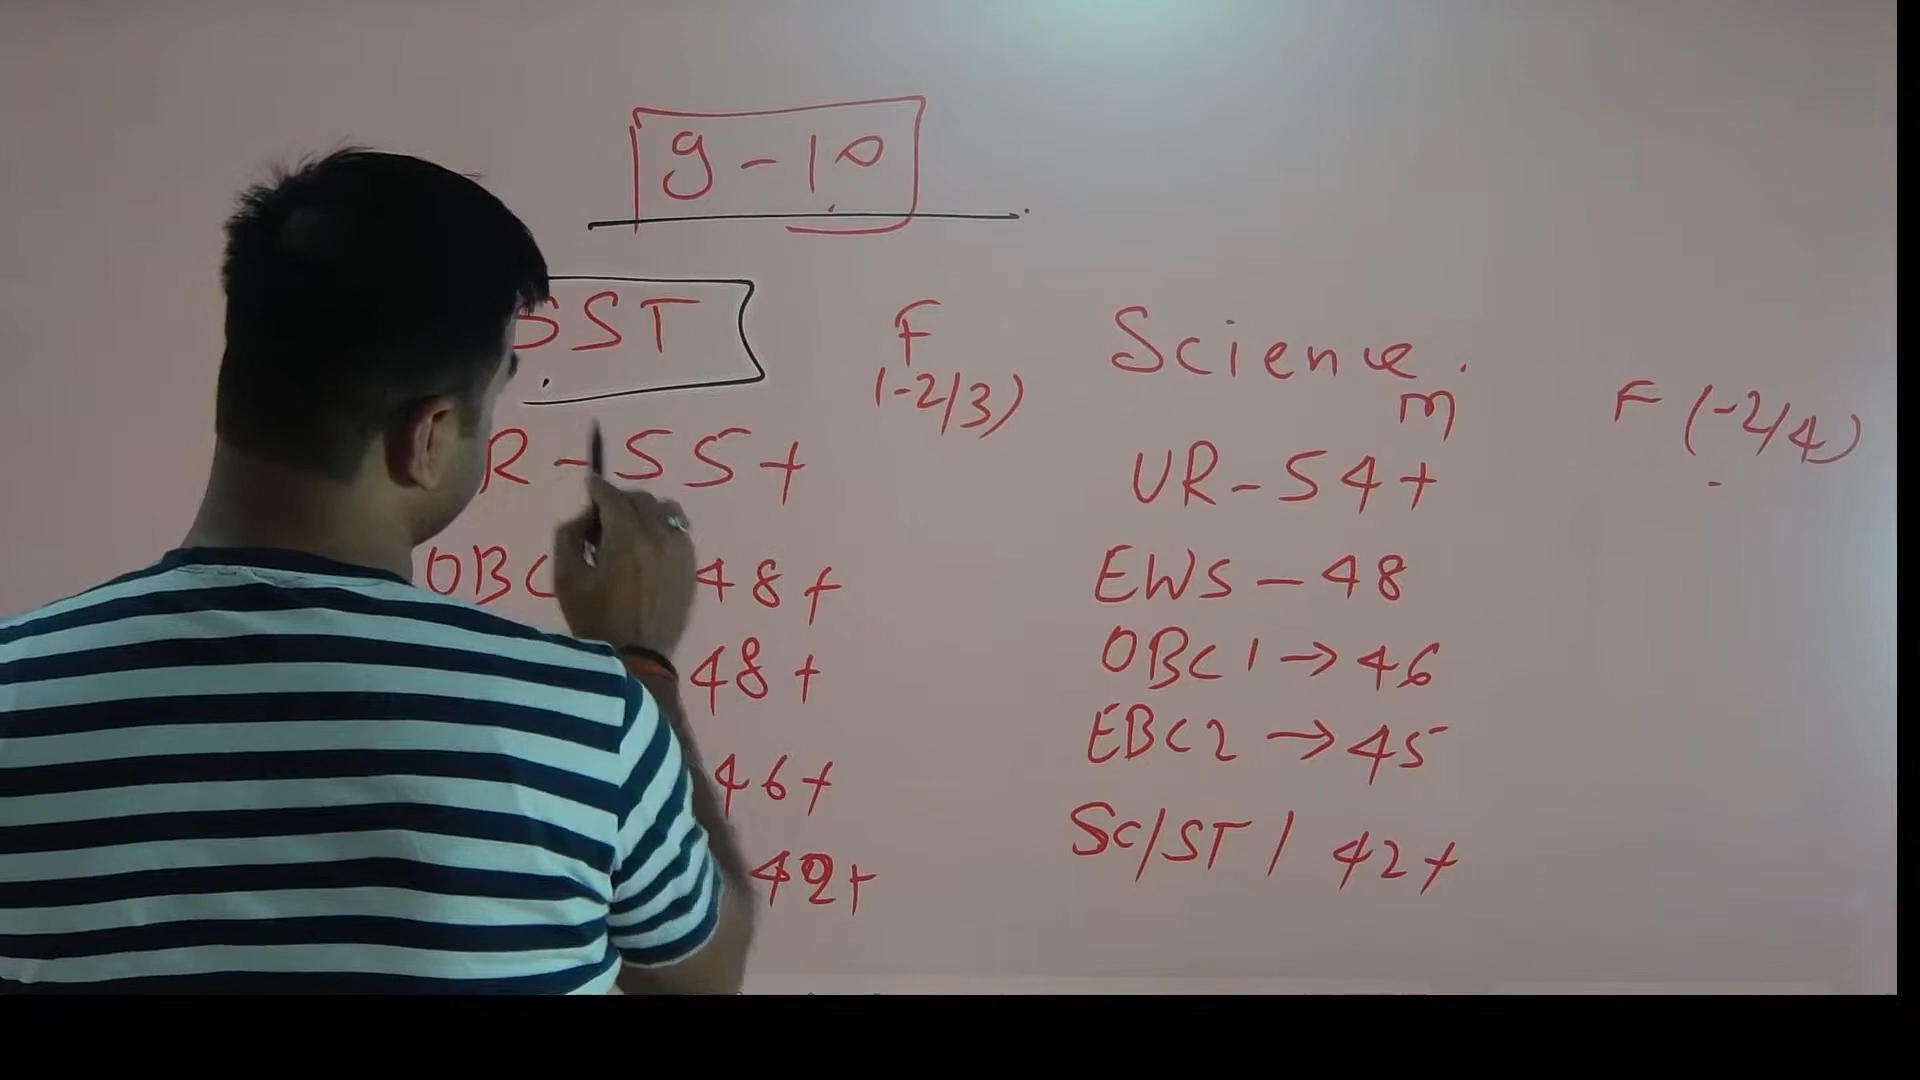 9-10
SST
F
(-2/3)
Science
M
F (-2/4)
R-55+
UR-54+
OBC 48+
EWS-48
48+
OBC1→46
46+
EBC2→45
42+
SC/ST/ 42+